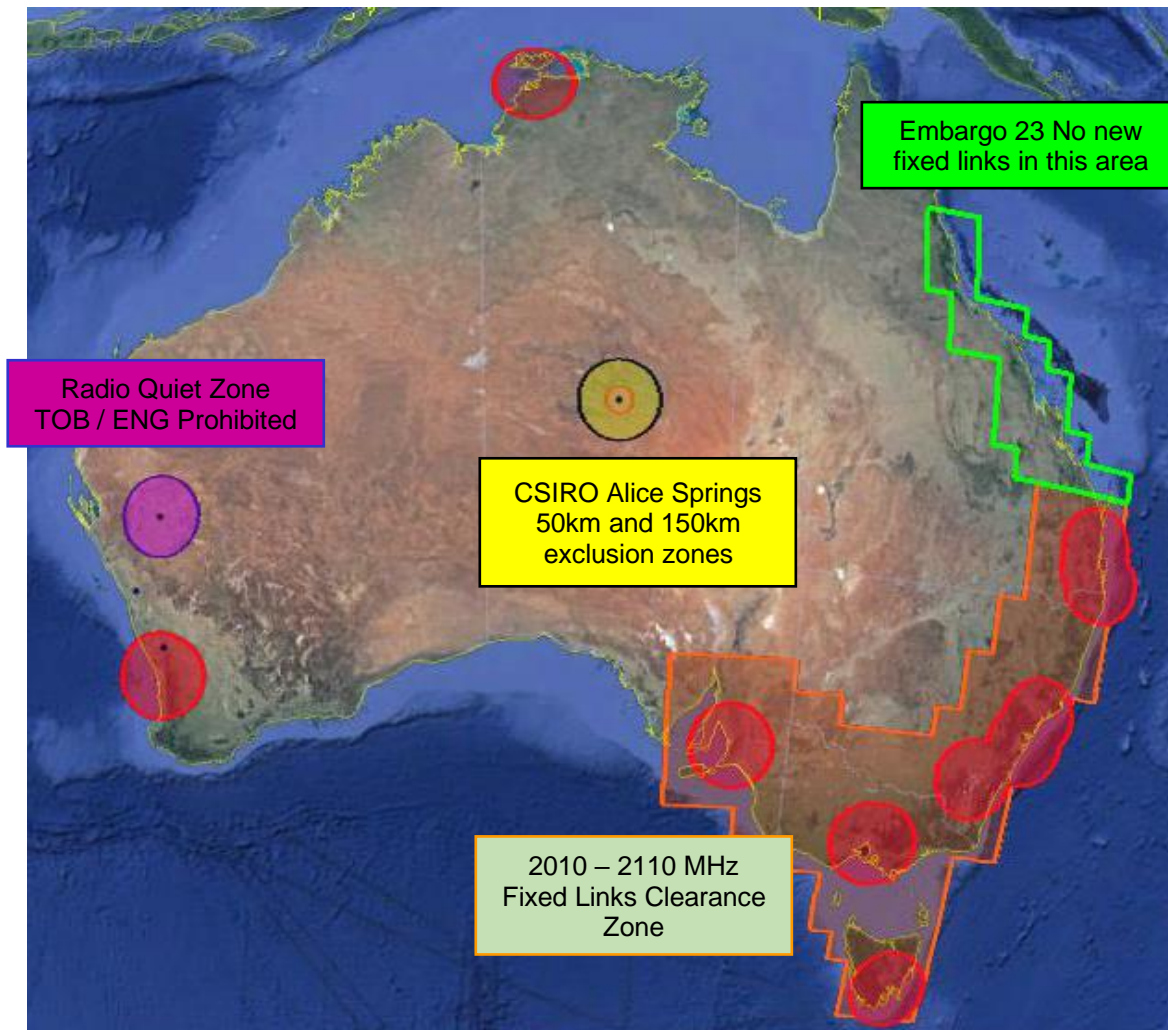 Embargo 23 No new
fixed links in this area
Radio Quiet Zone
TOB / ENG Prohibited
CSIRO Alice Springs
50km and 150km
exclusion zones
2010 – 2110 MHz
Fixed Links Clearance
Zone